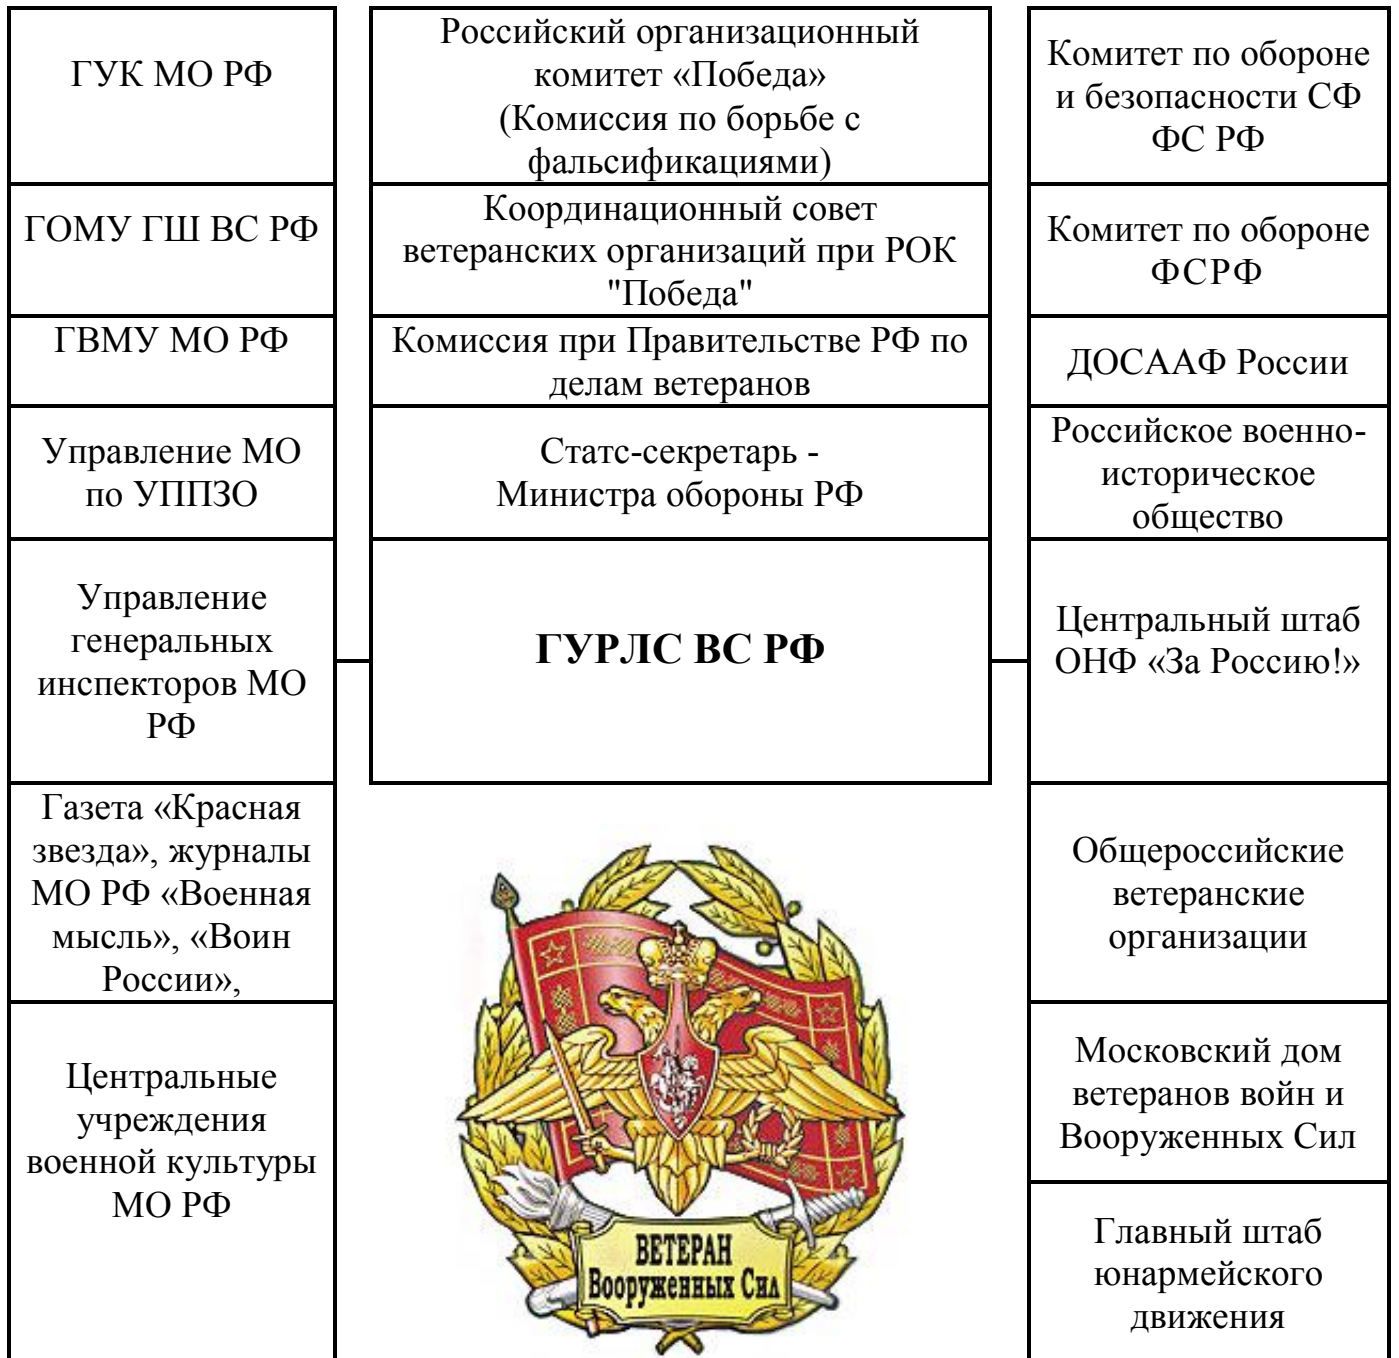 ГУК МО РФ
ГОМУ ГШ ВС РФ
ГВМУ МО РФ
Управление МО
по УППЗО
Управление
генеральных
инспекторов МО
РФ
Газета «Красная
звезда», журналы
МО РФ «Военная
мысль», «Воин
России»,
Центральные
учреждения
военной культуры
МО РФ
Российский организационный
комитет «Победа»
(Комиссия по борьбе с
фальсификациями)
Координационный совет
ветеранских организаций при РОК
"Победа"
Комиссия при Правительстве РФ по
делам ветеранов
Статс-секретарь -
Министра обороны РФ
ГУРЛС ВС РФ
ВЕТЕРАН
Вооруженных Сил
Комитет по обороне
и безопасности СФ
ФС РФ
Комитет по обороне
ФСРФ
ДОСААФ России
Российское военно-
историческое
общество
Центральный штаб
ОНФ «За Россию!»
Общероссийские
ветеранские
организации
Московский дом
ветеранов войн и
Вооруженных Сил
Главный штаб
юнармейского
движения